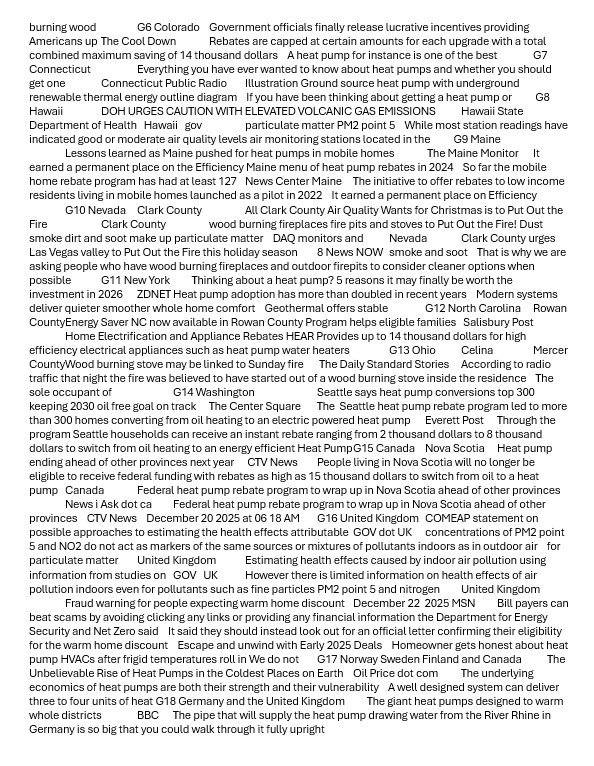 burning wood G6 Colorado Government officials finally release lucrative incentives providing
Americans up The Cool Down Rebates are capped at certain amounts for each upgrade with a total
combined maximum saving of 14 thousand dollars A heat pump for instance is one of the best G7
Connecticut Everything you have ever wanted to know about heat pumps and whether you should
get one Connecticut Public Radio Illustration Ground source heat pump with underground
renewable thermal energy outline diagram If you have been thinking about getting a heat pump or G8
Hawaii DOH URGES CAUTION WITH ELEVATED VOLCANIC GAS EMISSIONS Hawaii State
Department of Health Hawaii gov particulate matter PM2 point 5 While most station readings have
indicated good or moderate air quality levels air monitoring stations located in the G9 Maine
Lessons learned as Maine pushed for heat pumps in mobile homes The Maine Monitor It
earned a permanent place on the Efficiency Maine menu of heat pump rebates in 2024 So far the mobile
home rebate program has had at least 127 News Center Maine The initiative to offer rebates to low income
residents living in mobile homes launched as a pilot in 2022 It earned a permanent place on Efficiency
G10 Nevada Clark County All Clark County Air Quality Wants for Christmas is to Put Out the
Fire Clark County wood burning fireplaces fire pits and stoves to Put Out the Fire! Dust
smoke dirt and soot make up particulate matter DAQ monitors and Nevada Clark County urges
Las Vegas valley to Put Out the Fire this holiday season 8 News NOW smoke and soot That is why we are
asking people who have wood burning fireplaces and outdoor firepits to consider cleaner options when
possible G11 New York Thinking about a heat pump? 5 reasons it may finally be worth the
investment in 2026 ZDNET Heat pump adoption has more than doubled in recent years Modern systems
deliver quieter smoother whole home comfort Geothermal offers stable G12 North Carolina Rowan
CountyEnergy Saver NC now available in Rowan County Program helps eligible families Salisbury Post
Home Electrification and Appliance Rebates HEAR Provides up to 14 thousand dollars for high
efficiency electrical appliances such as heat pump water heaters G13 Ohio Celina Mercer
CountyWood burning stove may be linked to Sunday fire The Daily Standard Stories According to radio
traffic that night the fire was believed to have started out of a wood burning stove inside the residence The
sole occupant of G14 Washington Seattle says heat pump conversions top 300
keeping 2030 oil free goal on track The Center Square The Seattle heat pump rebate program led to more
than 300 homes converting from oil heating to an electric powered heat pump Everett Post Through the
program Seattle households can receive an instant rebate ranging from 2 thousand dollars to 8 thousand
dollars to switch from oil heating to an energy efficient Heat PumpG15 Canada Nova Scotia Heat pump
ending ahead of other provinces next year CTV News People living in Nova Scotia will no longer be
eligible to receive federal funding with rebates as high as 15 thousand dollars to switch from oil to a heat
pump Canada Federal heat pump rebate program to wrap up in Nova Scotia ahead of other provinces
News i Ask dot ca Federal heat pump rebate program to wrap up in Nova Scotia ahead of other
provinces CTV News December 20 2025 at 06 18 AM G16 United Kingdom COMEAP statement on
possible approaches to estimating the health effects attributable GOV dot UK concentrations of PM2 point
5 and NO2 do not act as markers of the same sources or mixtures of pollutants indoors as in outdoor air for
particulate matter United Kingdom Estimating health effects caused by indoor air pollution using
information from studies on GOV UK However there is limited information on health effects of air
pollution indoors even for pollutants such as fine particles PM2 point 5 and nitrogen United Kingdom
Fraud warning for people expecting warm home discount December 22 2025 MSN Bill payers can
beat scams by avoiding clicking any links or providing any financial information the Department for Energy
Security and Net Zero said It said they should instead look out for an official letter confirming their eligibility
for the warm home discount Escape and unwind with Early 2025 Deals Homeowner gets honest about heat
pump HVACs after frigid temperatures roll in We do not G17 Norway Sweden Finland and Canada The
Unbelievable Rise of Heat Pumps in the Coldest Places on Earth Oil Price dot com The underlying
economics of heat pumps are both their strength and their vulnerability A well designed system can deliver
three to four units of heat G18 Germany and the United Kingdom The giant heat pumps designed to warm
whole districts BBC The pipe that will supply the heat pump drawing water from the River Rhine in
Germany is so big that you could walk through it fully upright